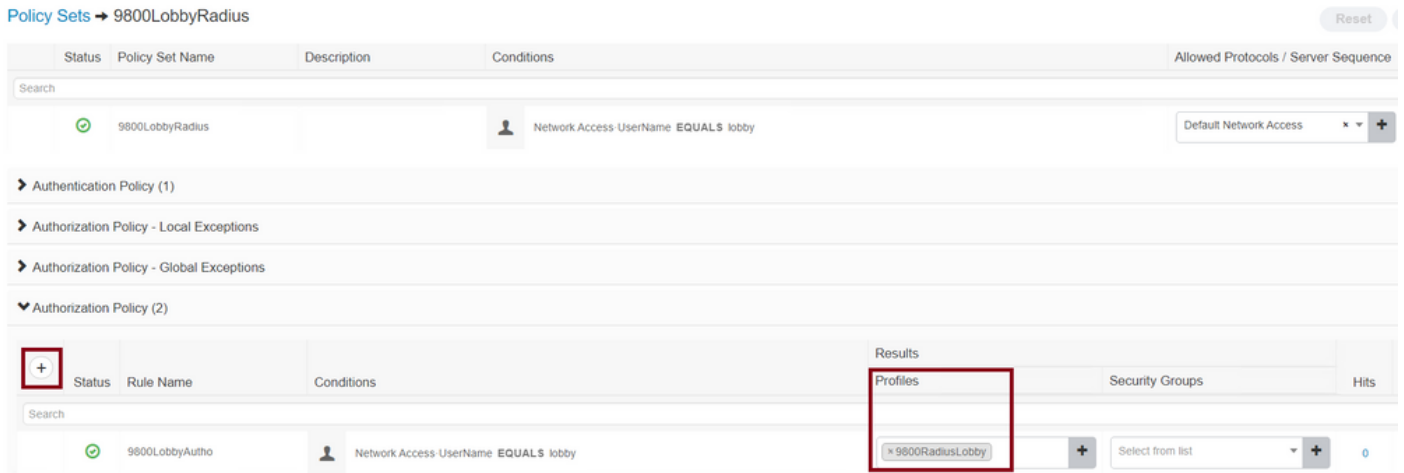 Policy Sets → 9800LobbyRadius
Reset
Status Policy Set Name Description Conditions Allowed Protocols / Server Sequence
Search
9800LobbyRadius Network Access·UserName EQUALS lobby Default Network Access × +
Authentication Policy (1)
Authorization Policy - Local Exceptions
Authorization Policy - Global Exceptions
Authorization Policy (2)
Results
+ Status Rule Name Conditions Profiles Security Groups Hits
Search
9800LobbyAutho Network Access·UserName EQUALS lobby × 9800RadiusLobby + Select from list + 0